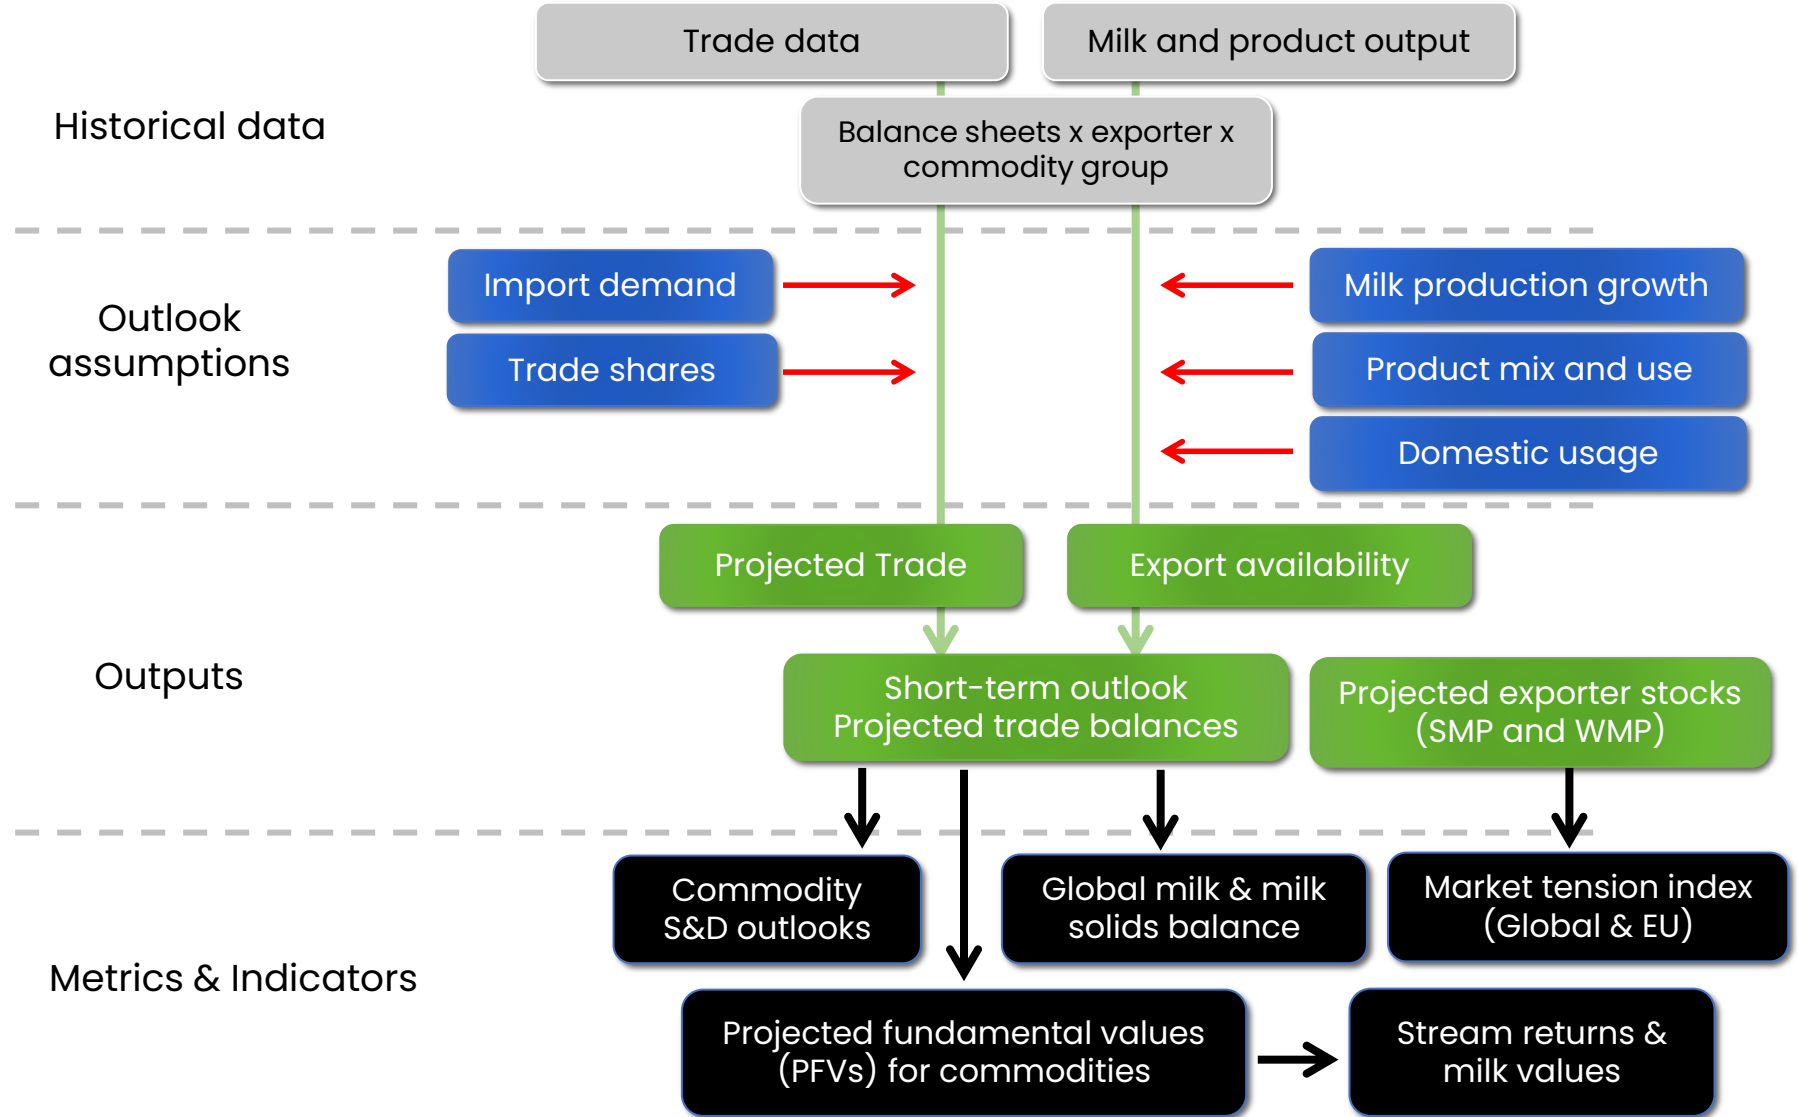 Trade data
Milk and product output
Historical data
Balance sheets x exporter x
commodity group
Outlook
assumptions
Import demand
Trade shares
Milk production growth
Product mix and use
Domestic usage
Projected Trade
Export availability
Outputs
Short-term outlook
Projected trade balances
Projected exporter stocks
(SMP and WMP)
Metrics & Indicators
Commodity
S&D outlooks
Global milk & milk
solids balance
Market tension index
(Global & EU)
Projected fundamental values
(PFVs) for commodities
Stream returns &
milk values